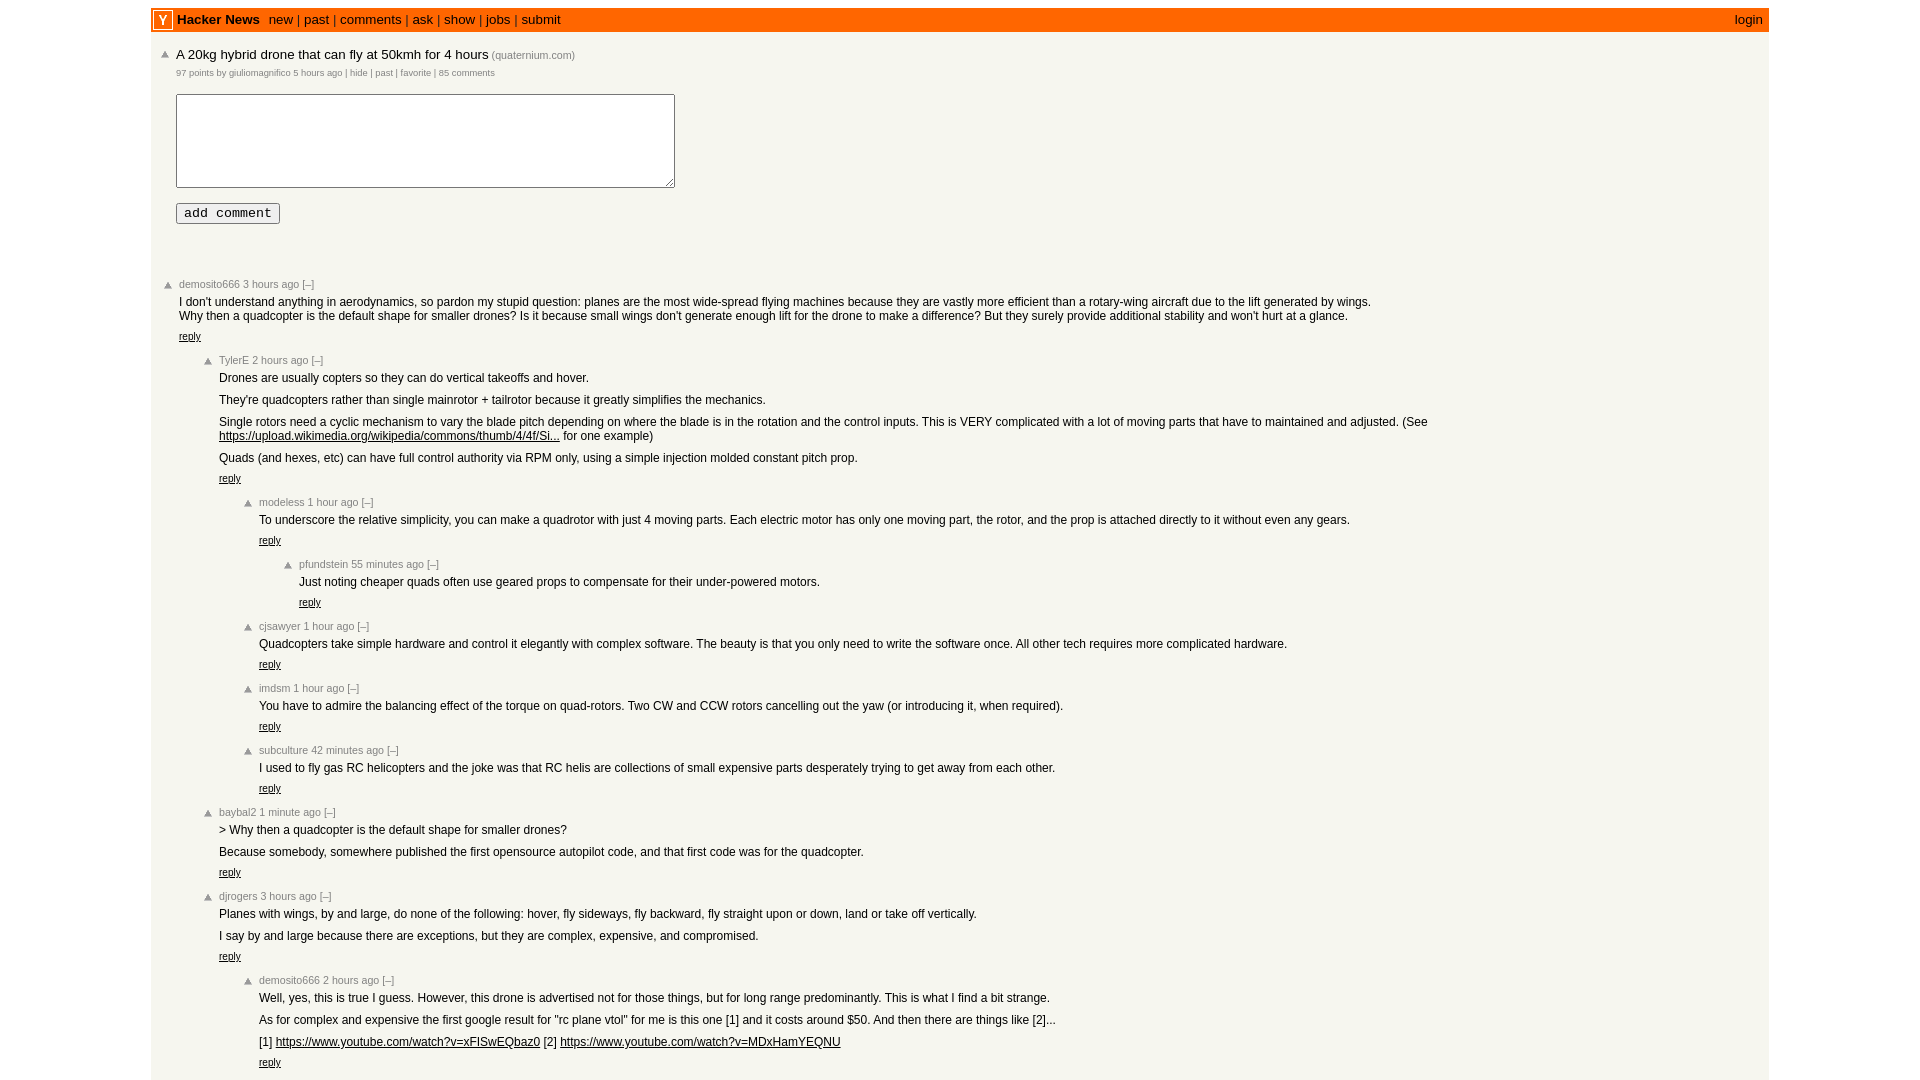 Y Hacker News new | past | comments | ask | show | jobs | submit login
A 20kg hybrid drone that can fly at 50kmh for 4 hours (quaternium.com)
97 points by giuliomagnifico 5 hours ago | hide | past | favorite | 85 comments
add comment
demosito666 3 hours ago [–]
I don't understand anything in aerodynamics, so pardon my stupid question: planes are the most wide-spread flying machines because they are vastly more efficient than a rotary-wing aircraft due to the lift generated by wings.
Why then a quadcopter is the default shape for smaller drones? Is it because small wings don't generate enough lift for the drone to make a difference? But they surely provide additional stability and won't hurt at a glance.
reply
TylerE 2 hours ago [–]
Drones are usually copters so they can do vertical takeoffs and hover.
They're quadcopters rather than single mainrotor + tailrotor because it greatly simplifies the mechanics.
Single rotors need a cyclic mechanism to vary the blade pitch depending on where the blade is in the rotation and the control inputs. This is VERY complicated with a lot of moving parts that have to maintained and adjusted. (See
https://upload.wikimedia.org/wikipedia/commons/thumb/4/4f/Si... for one example)
Quads (and hexes, etc) can have full control authority via RPM only, using a simple injection molded constant pitch prop.
reply
modeless 1 hour ago [–]
To underscore the relative simplicity, you can make a quadrotor with just 4 moving parts. Each electric motor has only one moving part, the rotor, and the prop is attached directly to it without even any gears.
reply
pfundstein 55 minutes ago [–]
Just noting cheaper quads often use geared props to compensate for their under-powered motors.
reply
cjsawyer 1 hour ago [–]
Quadcopters take simple hardware and control it elegantly with complex software. The beauty is that you only need to write the software once. All other tech requires more complicated hardware.
reply
imdsm 1 hour ago [–]
You have to admire the balancing effect of the torque on quad-rotors. Two CW and CCW rotors cancelling out the yaw (or introducing it, when required).
reply
subculture 42 minutes ago [–]
I used to fly gas RC helicopters and the joke was that RC helis are collections of small expensive parts desperately trying to get away from each other.
reply
baybal2 1 minute ago [–]
> Why then a quadcopter is the default shape for smaller drones?
Because somebody, somewhere published the first opensource autopilot code, and that first code was for the quadcopter.
reply
djrogers 3 hours ago [–]
Planes with wings, by and large, do none of the following: hover, fly sideways, fly backward, fly straight upon or down, land or take off vertically.
I say by and large because there are exceptions, but they are complex, expensive, and compromised.
reply
demosito666 2 hours ago [–]
Well, yes, this is true I guess. However, this drone is advertised not for those things, but for long range predominantly. This is what I find a bit strange.
As for complex and expensive the first google result for "rc plane vtol" for me is this one [1] and it costs around $50. And then there are things like [2]...
[1] https://www.youtube.com/watch?v=xFISwEQbaz0 [2] https://www.youtube.com/watch?v=MDxHamYEQNU
reply